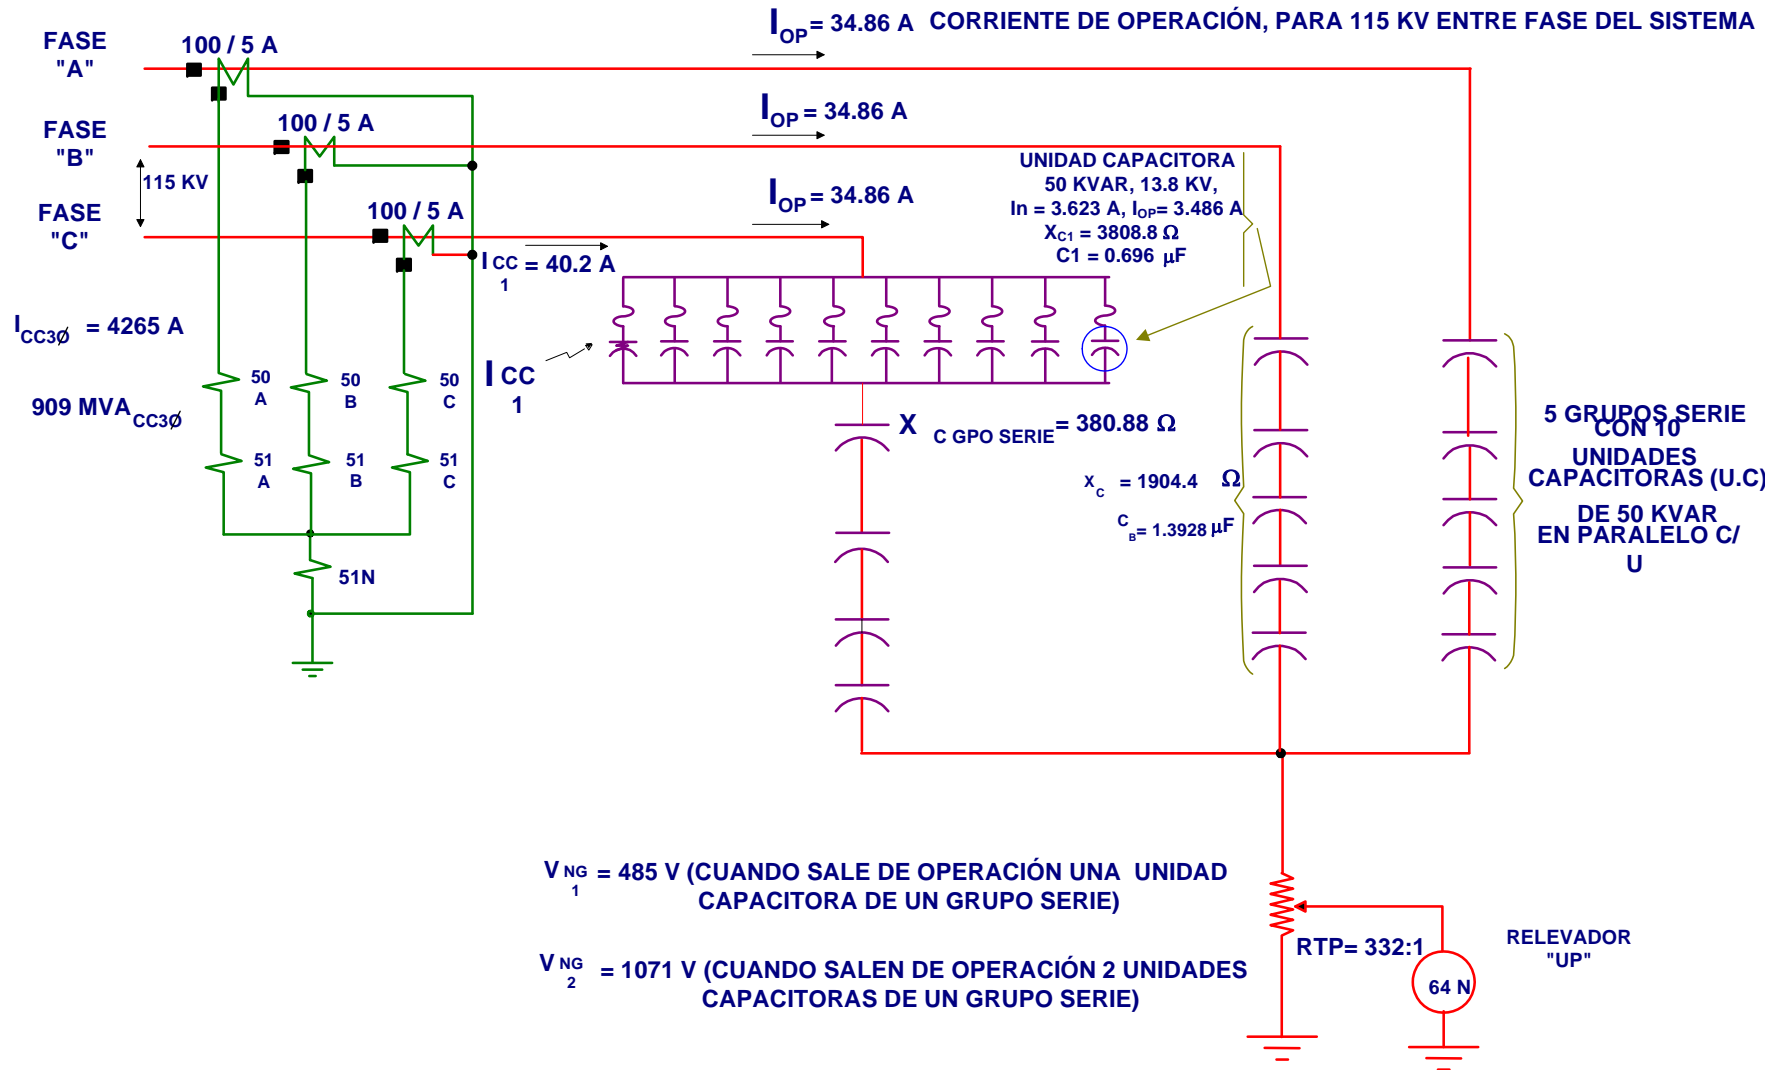 I OP = 34.86 A CORRIENTE DE OPERACIÓN, PARA 115 KV ENTRE FASE DEL SISTEMA
FASE
"A"
100 / 5 A
I OP = 34.86 A
FASE
"B"
100 / 5 A
115 KV
I OP = 34.86 A
FASE
"C"
100 / 5 A
I CC 1 = 40.2 A
UNIDAD CAPACITORA
50 KVAR, 13.8 KV,
In = 3.623 A, IOP= 3.486 A
XC1 = 3808.8 Ω
C1 = 0.696 μF
ICC3Ø = 4265 A
909 MVACC3Ø
I CC
1
50
A
50
B
50
C
51
A
51
B
51
C
51N
X C GPO SERIE = 380.88 Ω
XC = 1904.4 Ω
CB = 1.3928 μF
5 GRUPOS SERIE
CON 10
UNIDADES
CAPACITORAS (U.C)
DE 50 KVAR
EN PARALELO C/
U
V NG 1 = 485 V (CUANDO SALE DE OPERACIÓN UNA UNIDAD
CAPACITORA DE UN GRUPO SERIE)
V NG 2 = 1071 V (CUANDO SALEN DE OPERACIÓN 2 UNIDADES
CAPACITORAS DE UN GRUPO SERIE)
RTP= 332:1
64 N
RELEVADOR
"UP"